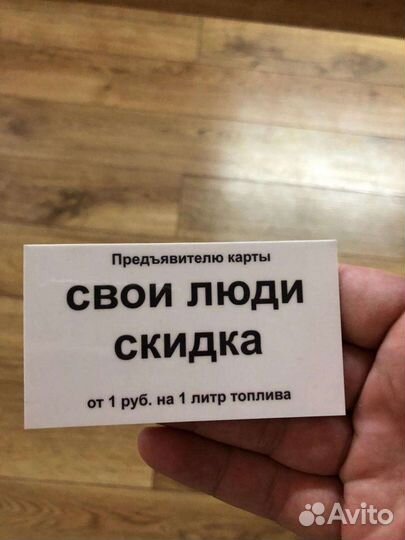 Предъявителю карты
СВОИ ЛЮДИ
СКИДКА
от 1 руб. на 1 литр топлива
Avito